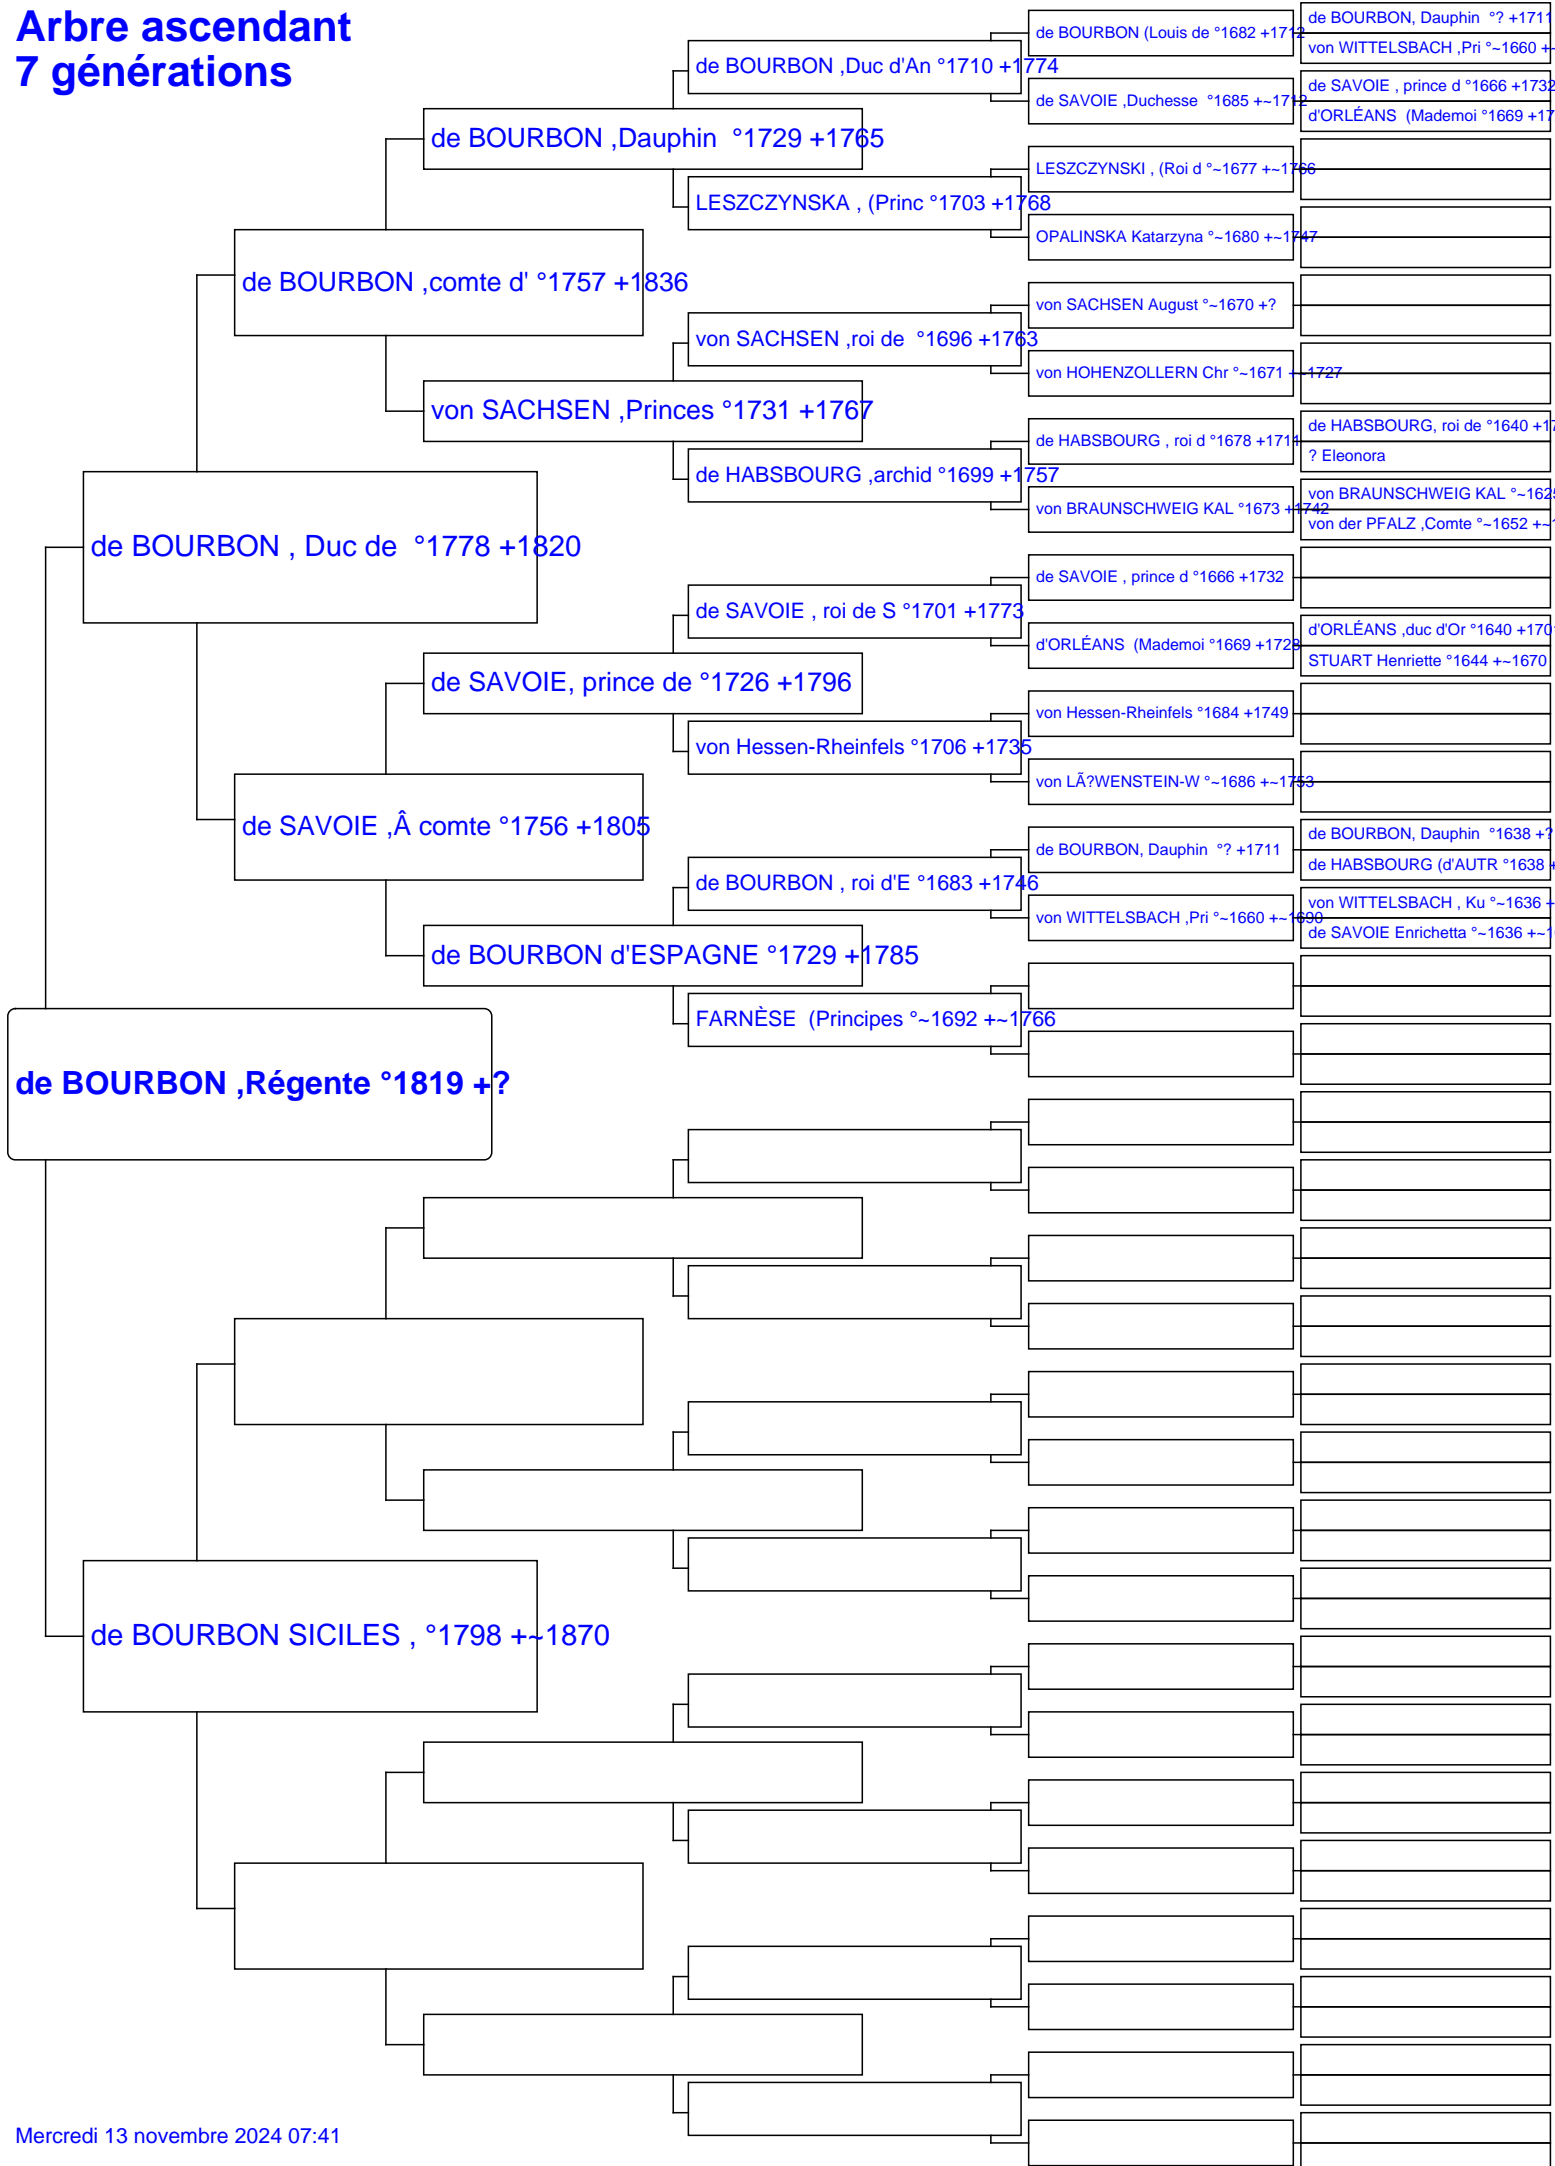 Arbre ascendant
7 générations
de BOURBON ,Régente °1819 +?
de BOURBON , Duc de  °1778 +1820
de BOURBON SICILES , °1798 +~1870
de BOURBON ,comte d' °1757 +1836
de SAVOIE ,Â comte °1756 +1805
de BOURBON ,Dauphin  °1729 +1765
von SACHSEN ,Princes °1731 +1767
de SAVOIE, prince de °1726 +1796
de BOURBON d'ESPAGNE °1729 +1785
de BOURBON ,Duc d'An °1710 +1774
LESZCZYNSKA , (Princ °1703 +1768
von SACHSEN ,roi de  °1696 +1763
de HABSBOURG ,archid °1699 +1757
de SAVOIE , roi de S °1701 +1773
von Hessen-Rheinfels °1706 +1735
de BOURBON , roi d'E °1683 +1746
FARNÈSE  (Principes °~1692 +~1766
de BOURBON (Louis de °1682 +1712
de SAVOIE ,Duchesse  °1685 +~1712
LESZCZYNSKI , (Roi d °~1677 +~1766
OPALINSKA Katarzyna °~1680 +~1747
von SACHSEN August °~1670 +?
von HOHENZOLLERN Chr °~1671 +~1727
de HABSBOURG , roi d °1678 +1711
von BRAUNSCHWEIG KAL °1673 +1742
de SAVOIE , prince d °1666 +1732
d'ORLÉANS  (Mademoi °1669 +1728
von Hessen-Rheinfels °1684 +1749
von LÃ?WENSTEIN-W °~1686 +~1753
de BOURBON, Dauphin  °? +1711
von WITTELSBACH ,Pri °~1660 +~1690
de BOURBON, Dauphin  °? +1711
von WITTELSBACH ,Pri °~1660 +~
de SAVOIE , prince d °1666 +1732
d'ORLÉANS  (Mademoi °1669 +17
de HABSBOURG, roi de °1640 +17
? Eleonora
von BRAUNSCHWEIG KAL °~1625
von der PFALZ ,Comte °~1652 +~1
d'ORLÉANS ,duc d'Or °1640 +1701
STUART Henriette °1644 +~1670
de BOURBON, Dauphin  °1638 +?
de HABSBOURG (d'AUTR °1638 +
von WITTELSBACH , Ku °~1636 +
de SAVOIE Enrichetta °~1636 +~1
Mercredi 13 novembre 2024 07:41